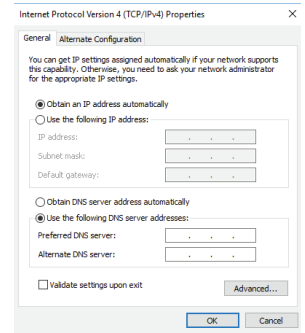 Internet Protocol Version 4 (TCP/IPv4) Properties
General
Alternate Configuration
You can get IP settings assigned automatically if your network supports
this capability. Otherwise, you need to ask your network administrator
for the appropriate IP settings.
Obtain an IP address automatically
Use the following IP address:
IP address:
Subnet mask:
Default gateway:
Obtain DNS server address automatically
Use the following DNS server addresses:
Preferred DNS server:
Alternate DNS server:
Validate settings upon exit
Advanced...
OK
Cancel